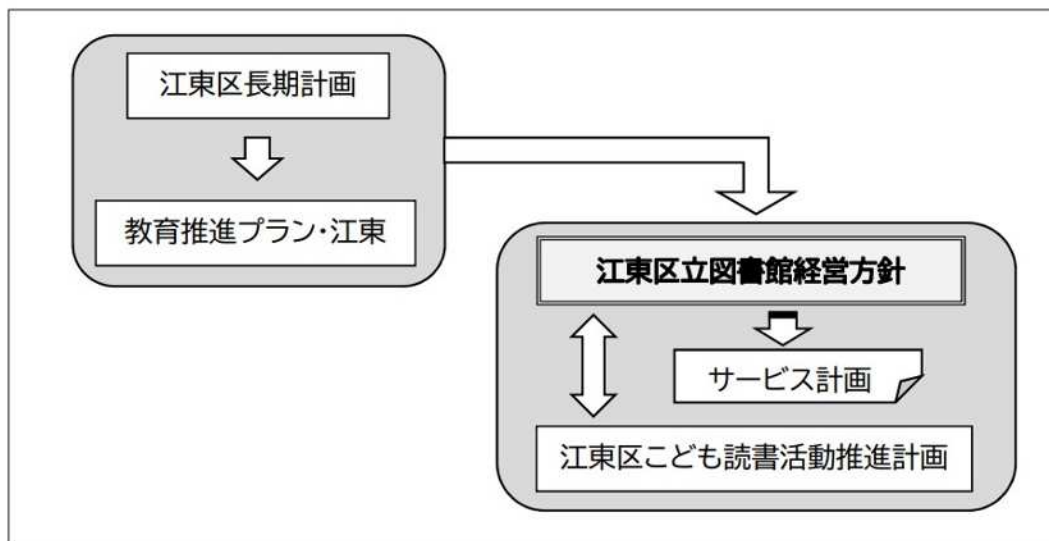 江東区長期計画
教育推進プラン・江東
江東区立図書館経営方針
サービス計画
江東区こども読書活動推進計画